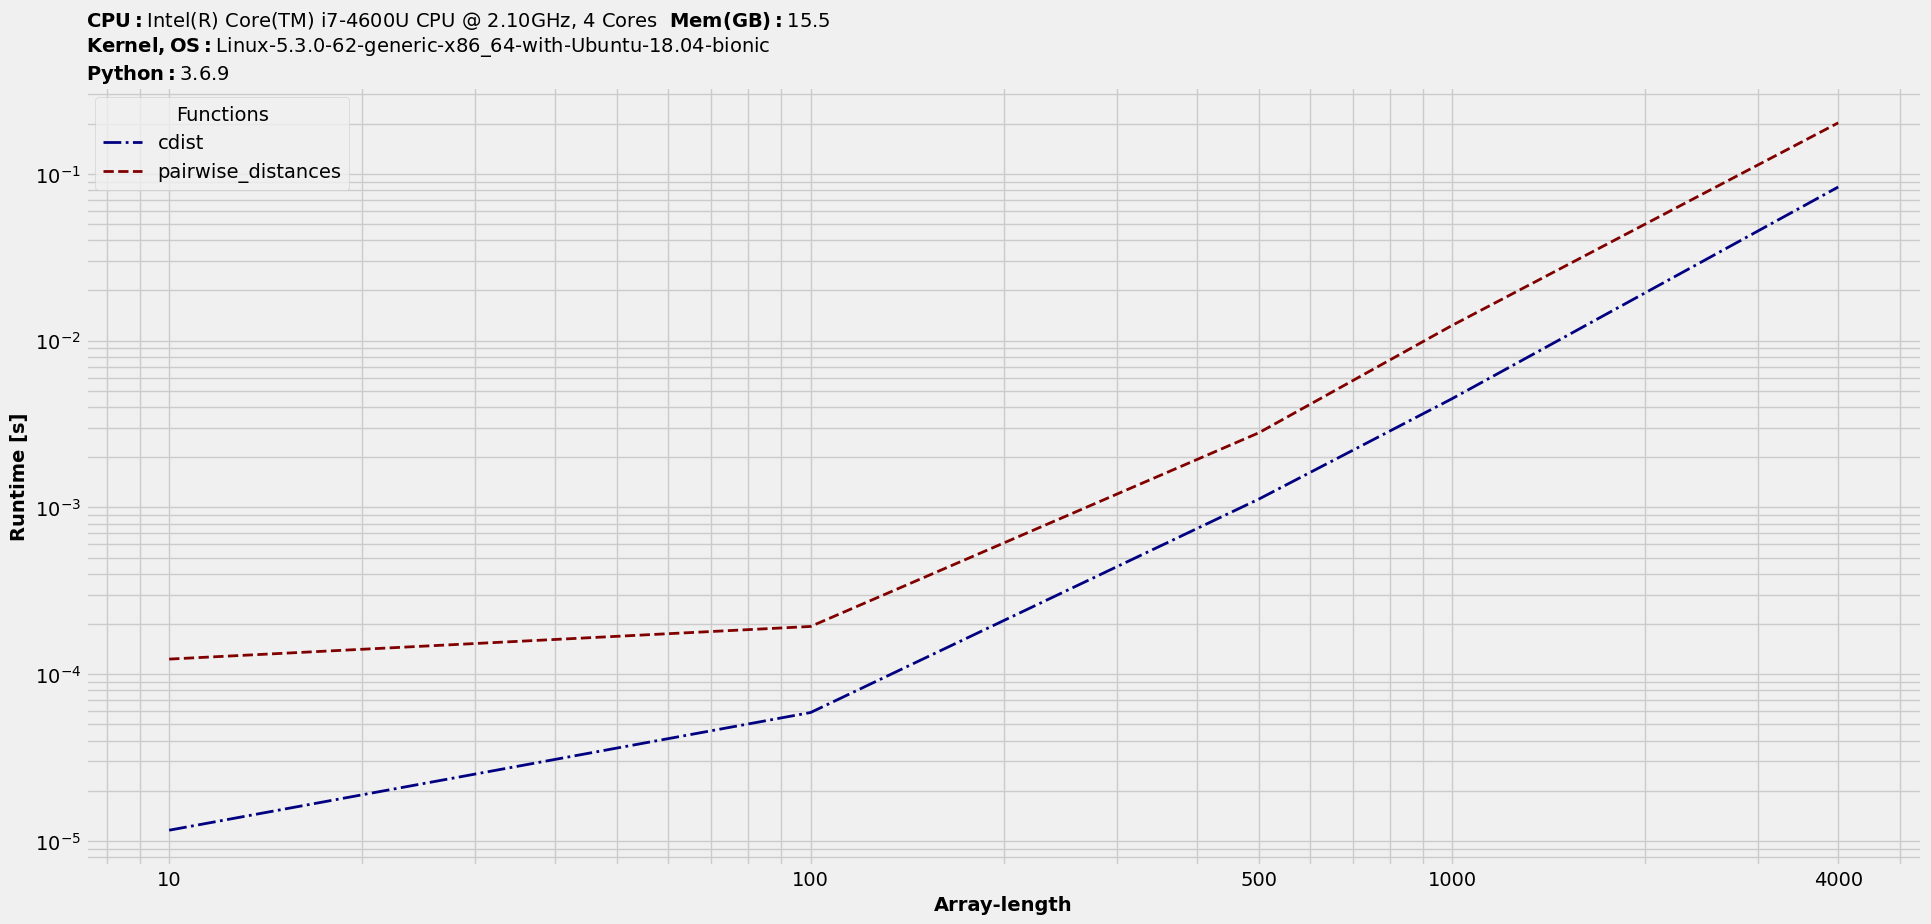 CPU: Intel(R) Core(TM) i7-4600U CPU @ 2.10GHz, 4 Cores  Mem(GB): 15.5
Kernel, OS: Linux-5.3.0-62-generic-x86_64-with-Ubuntu-18.04-bionic
Python: 3.6.9
Functions
cdist
pairwise_distances
10⁻¹
10⁻²
10⁻³
10⁻⁴
10⁻⁵
Runtime [s]
10 100 500 1000 4000
Array-length